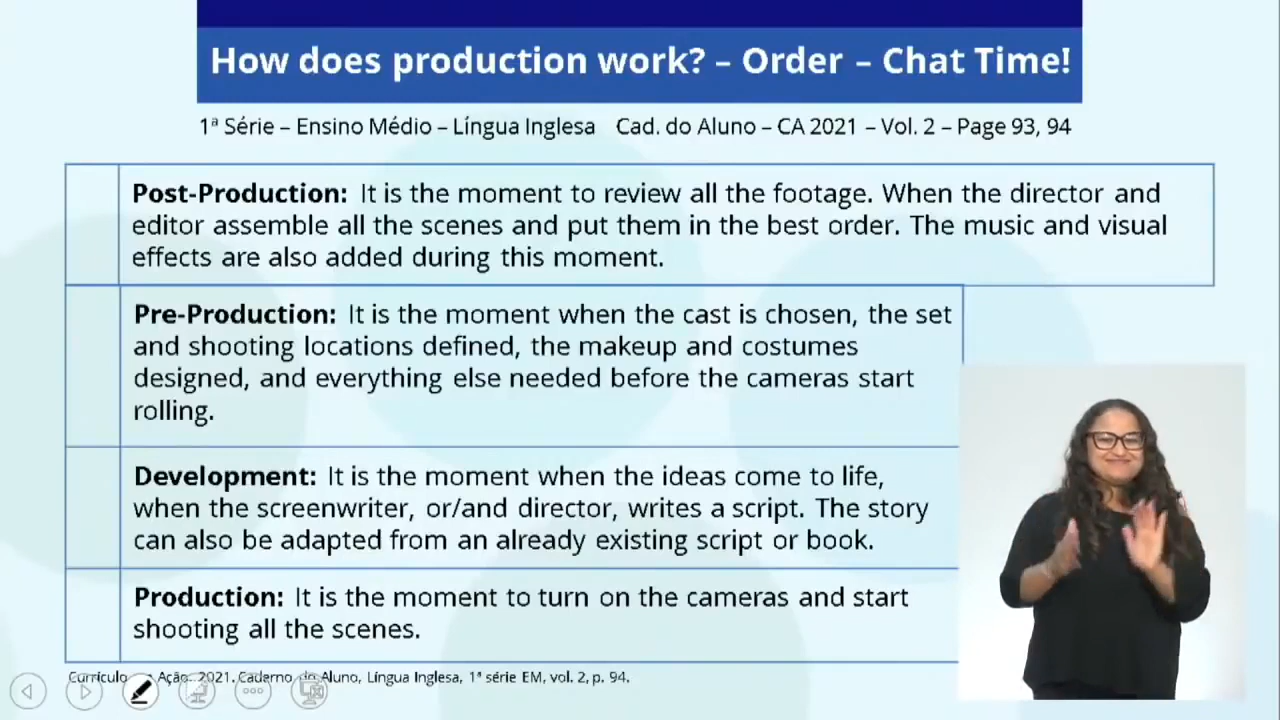 How does production work? – Order – Chat Time!
1ª Série – Ensino Médio – Língua Inglesa Cad. do Aluno – CA 2021 – Vol. 2 – Page 93, 94
Post-Production: It is the moment to review all the footage. When the director and
editor assemble all the scenes and put them in the best order. The music and visual
effects are also added during this moment.
Pre-Production: It is the moment when the cast is chosen, the set
and shooting locations defined, the makeup and costumes
designed, and everything else needed before the cameras start
rolling.
Development: It is the moment when the ideas come to life,
when the screenwriter, or/and director, writes a script. The story
can also be adapted from an already existing script or book.
Production: It is the moment to turn on the cameras and start
shooting all the scenes.
Currículo Ação. 2021. Caderno do Aluno, Língua Inglesa, 1ª série EM, vol. 2, p. 94.